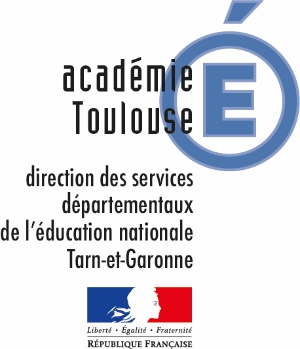 académie
Toulouse
É
direction des services
départementaux
de l'éducation nationale
Tarn-et-Garonne
Liberté • Égalité • Fraternité
RÉPUBLIQUE FRANÇAISE